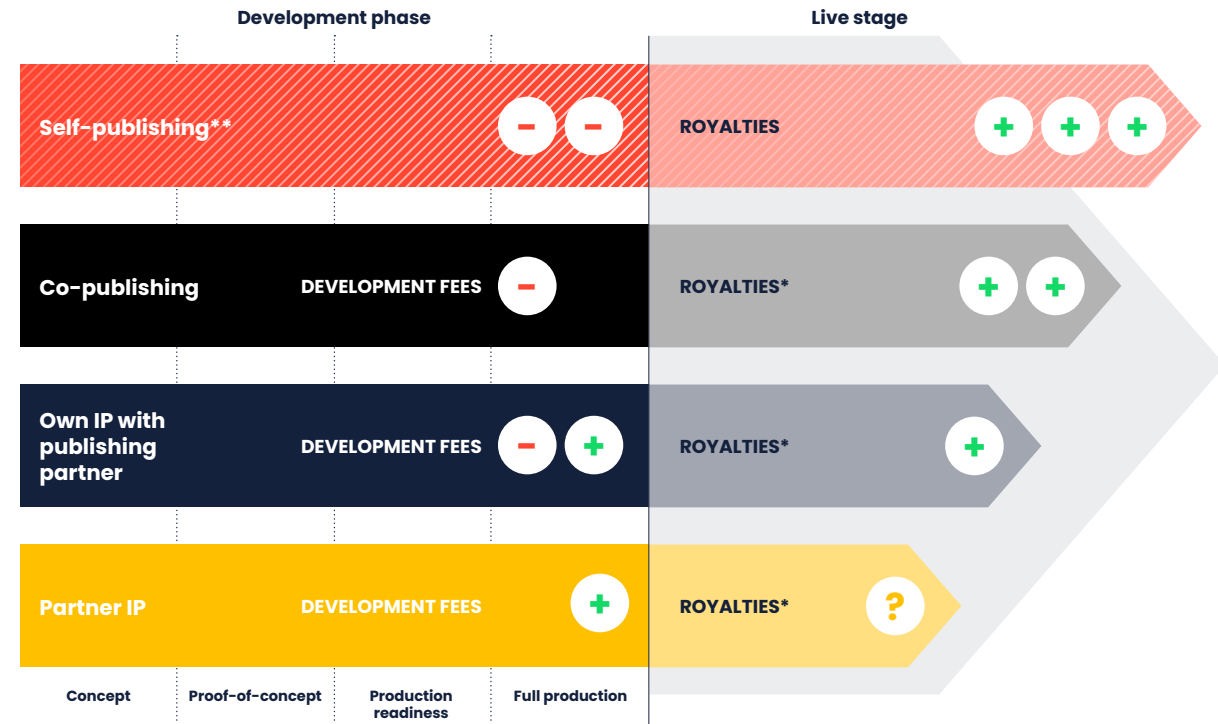 Development phase
Live stage
Self-publishing**
ROYALTIES
Co-publishing
DEVELOPMENT FEES
ROYALTIES*
Own IP with
publishing
partner
DEVELOPMENT FEES
ROYALTIES*
Partner IP
DEVELOPMENT FEES
ROYALTIES*
?
Concept
Proof-of-concept
Production
readiness
Full production